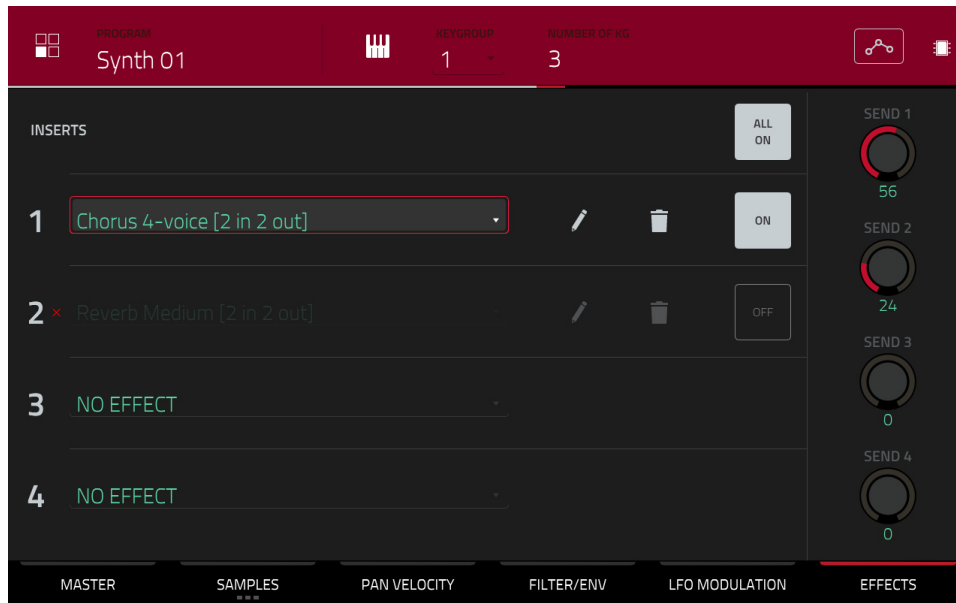 PROGRAM
Synth 01
KEYGROUP
1
NUMBER OF KG
3
INSERTS
ALL
ON
1
Chorus 4-voice [2 in 2 out]
ON
2 × Reverb Medium [2 in 2 out]
OFF
3
NO EFFECT
4
NO EFFECT
SEND 1
56
SEND 2
24
SEND 3
0
SEND 4
0
MASTER
SAMPLES
PAN VELOCITY
FILTER/ENV
LFO MODULATION
EFFECTS